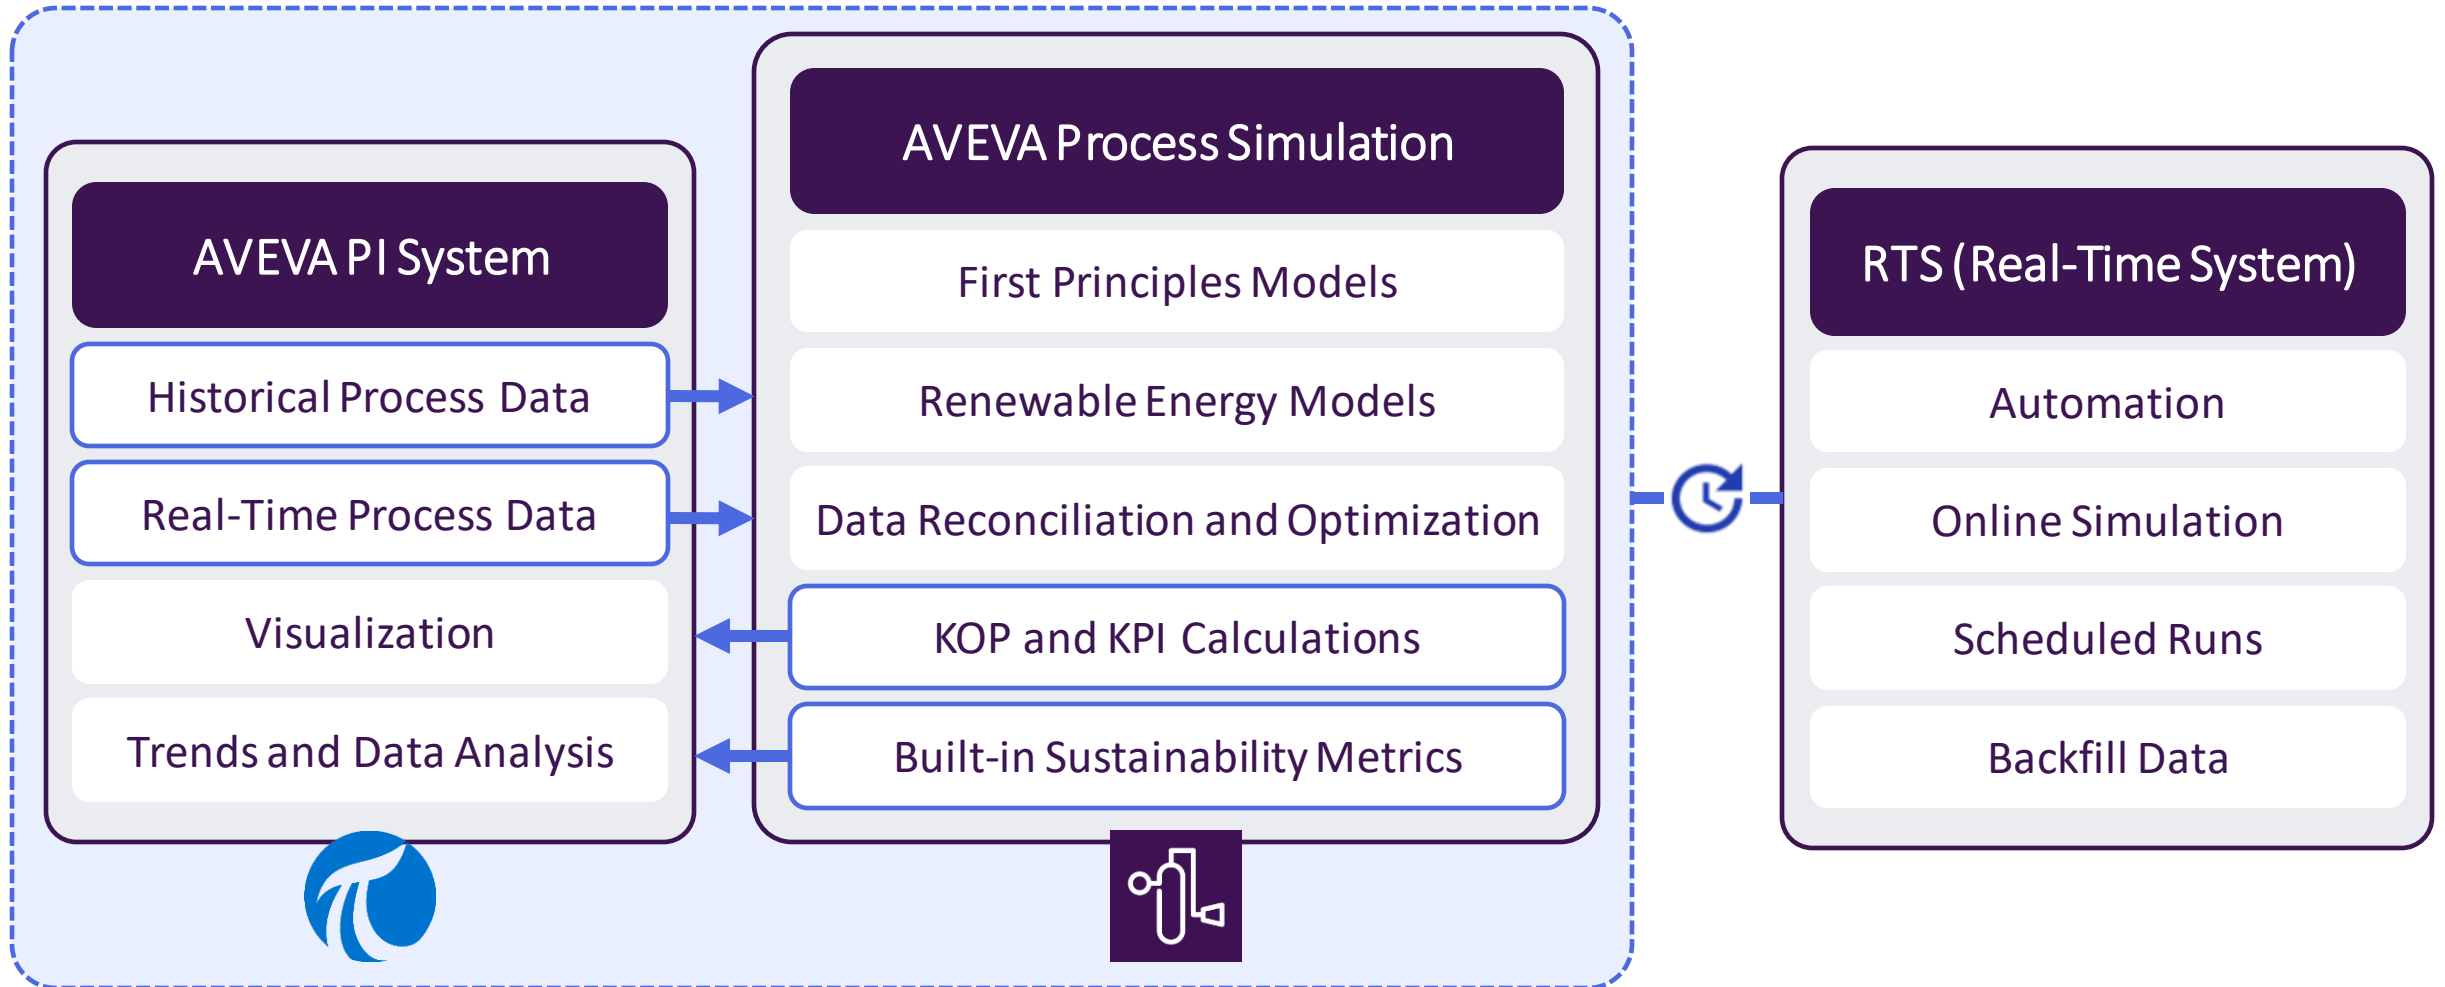 AVEVA PI System
Historical Process Data
Real-Time Process Data
Visualization
Trends and Data Analysis
AVEVA Process Simulation
First Principles Models
Renewable Energy Models
Data Reconciliation and Optimization
KOP and KPI Calculations
Built-in Sustainability Metrics
RTS (Real-Time System)
Automation
Online Simulation
Scheduled Runs
Backfill Data